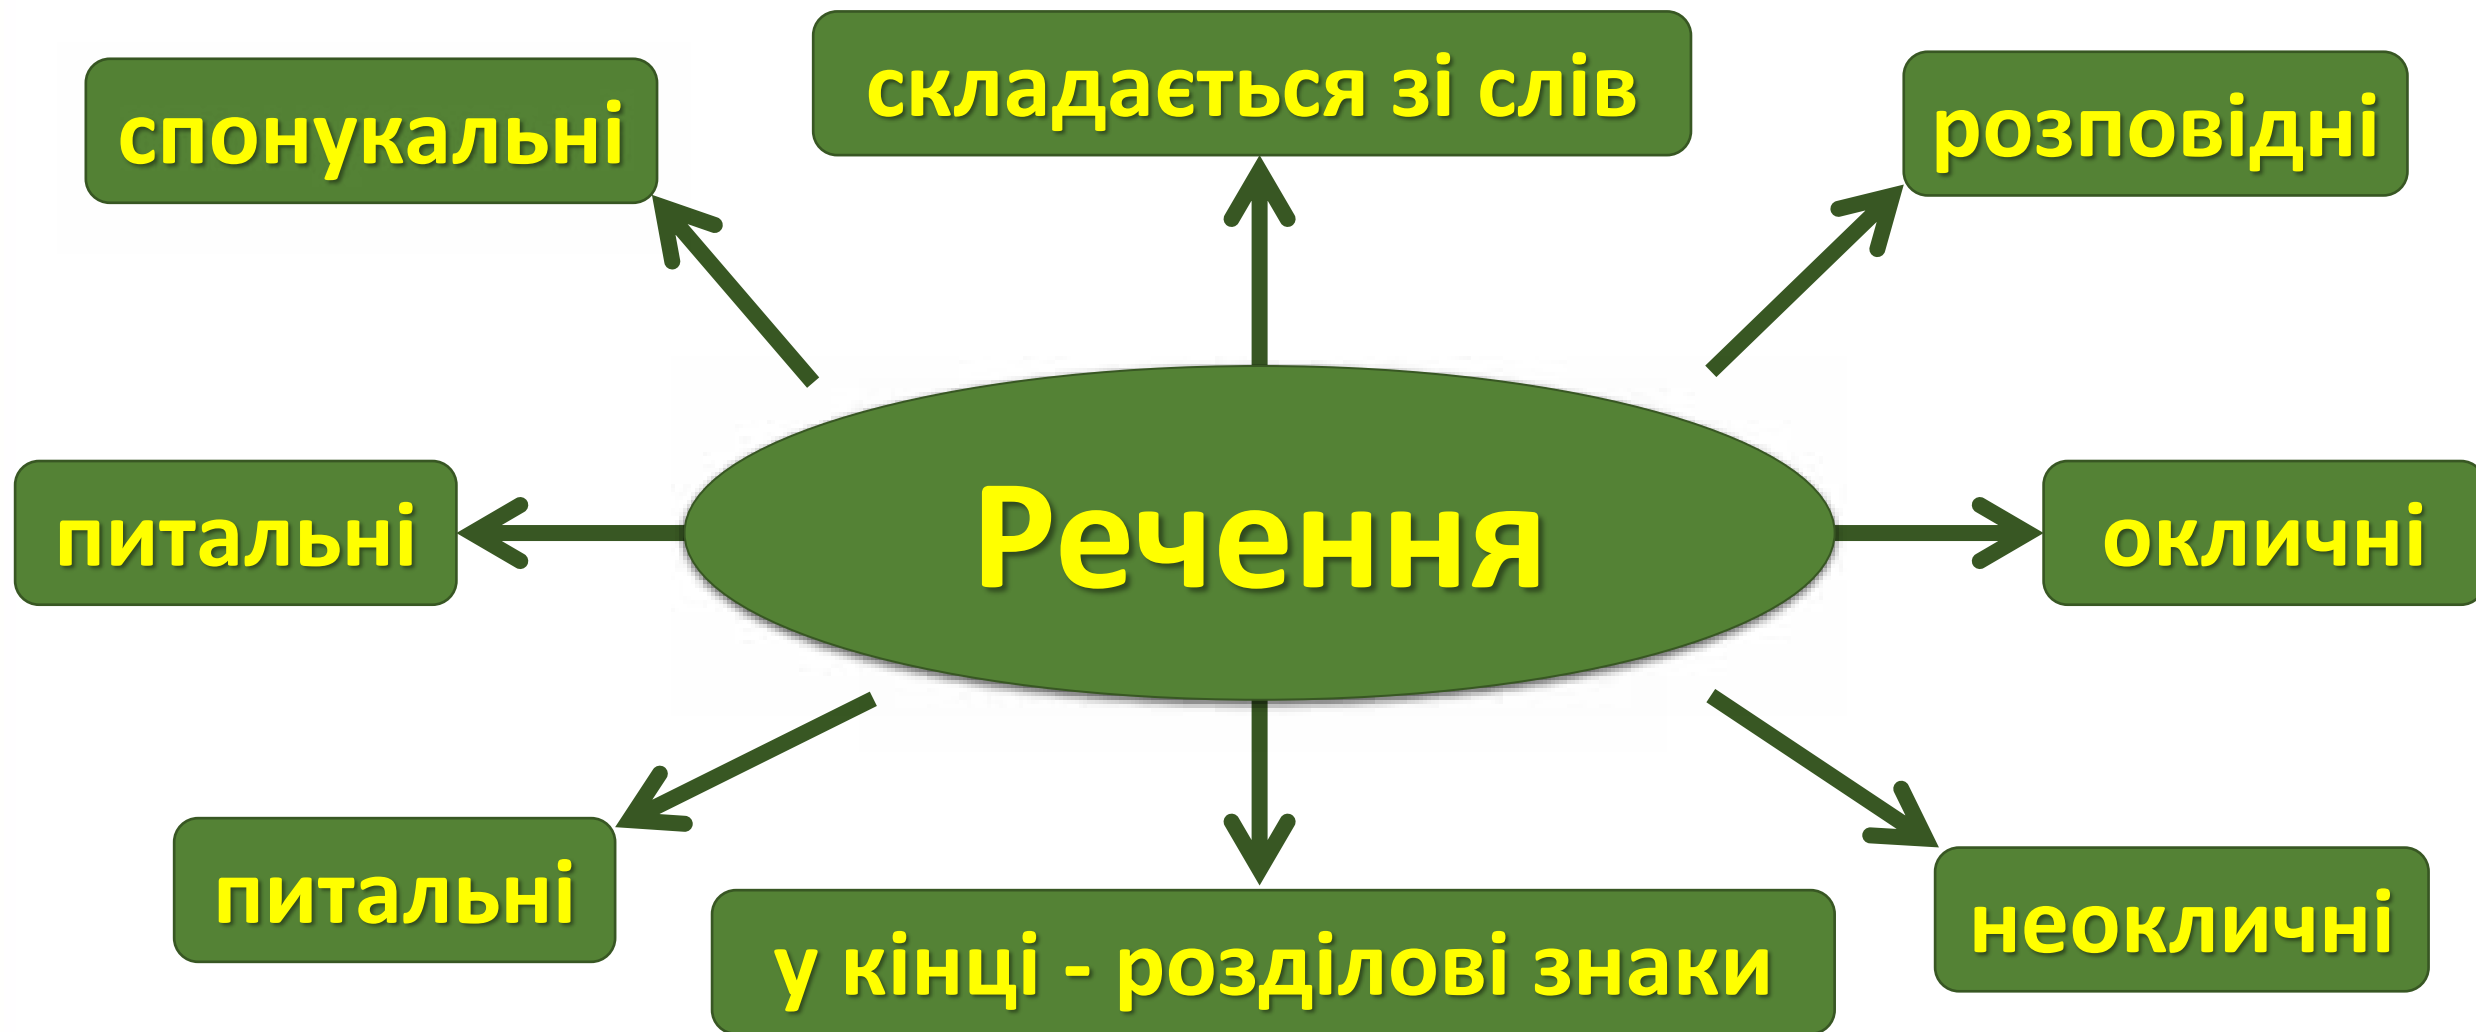 складається зі слів
спонукальні
розповідні
питальні
Речення
окличні
питальні
неокличні
у кінці - розділові знаки